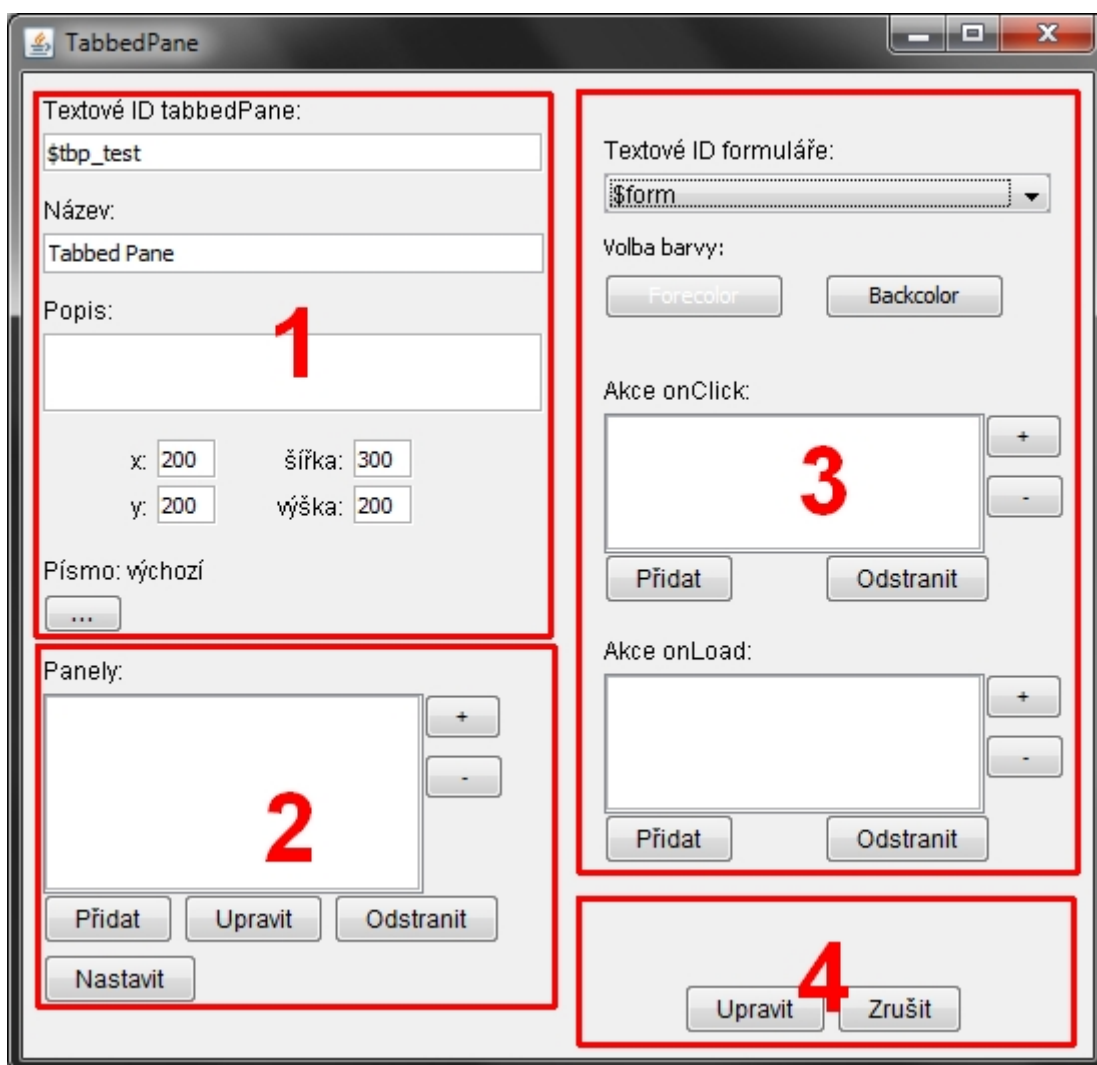 TabbedPane
Textové ID tabbedPane:
$tbp_test
Název:
Tabbed Pane
Popis:
1
x: 200 šířka: 300
y: 200 výška: 200
Písmo: výchozí
...
Panely:
+
-
2
Přidat Upravit Odstranit
Nastavit
Textové ID formuláře:
$form
Volba barvy:
Forecolor Backcolor
Akce onClick:
+
3
-
Přidat Odstranit
Akce onLoad:
+
-
Přidat Odstranit
4
Upravit Zrušit